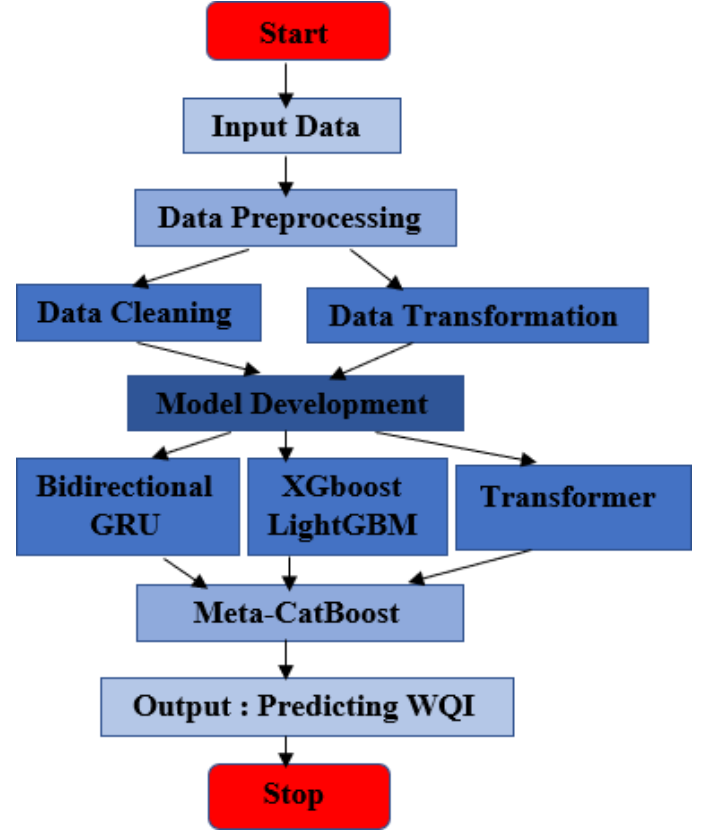 Start
Input Data
Data Preprocessing
Data Cleaning
Data Transformation
Model Development
Bidirectional
GRU
XGboost
LightGBM
Transformer
Meta-CatBoost
Output : Predicting WQI
Stop